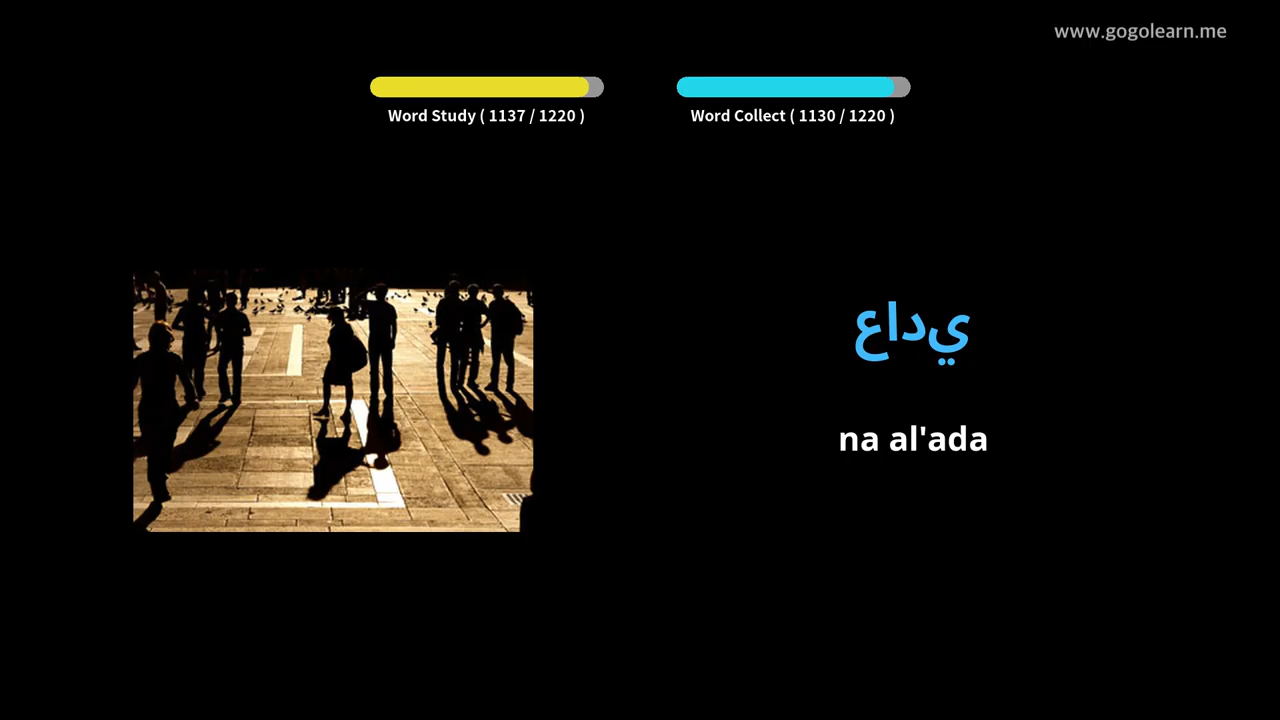 www.gogolearn.me
Word Study ( 1137 / 1220 )
Word Collect ( 1130 / 1220 )
عادي
na al'ada